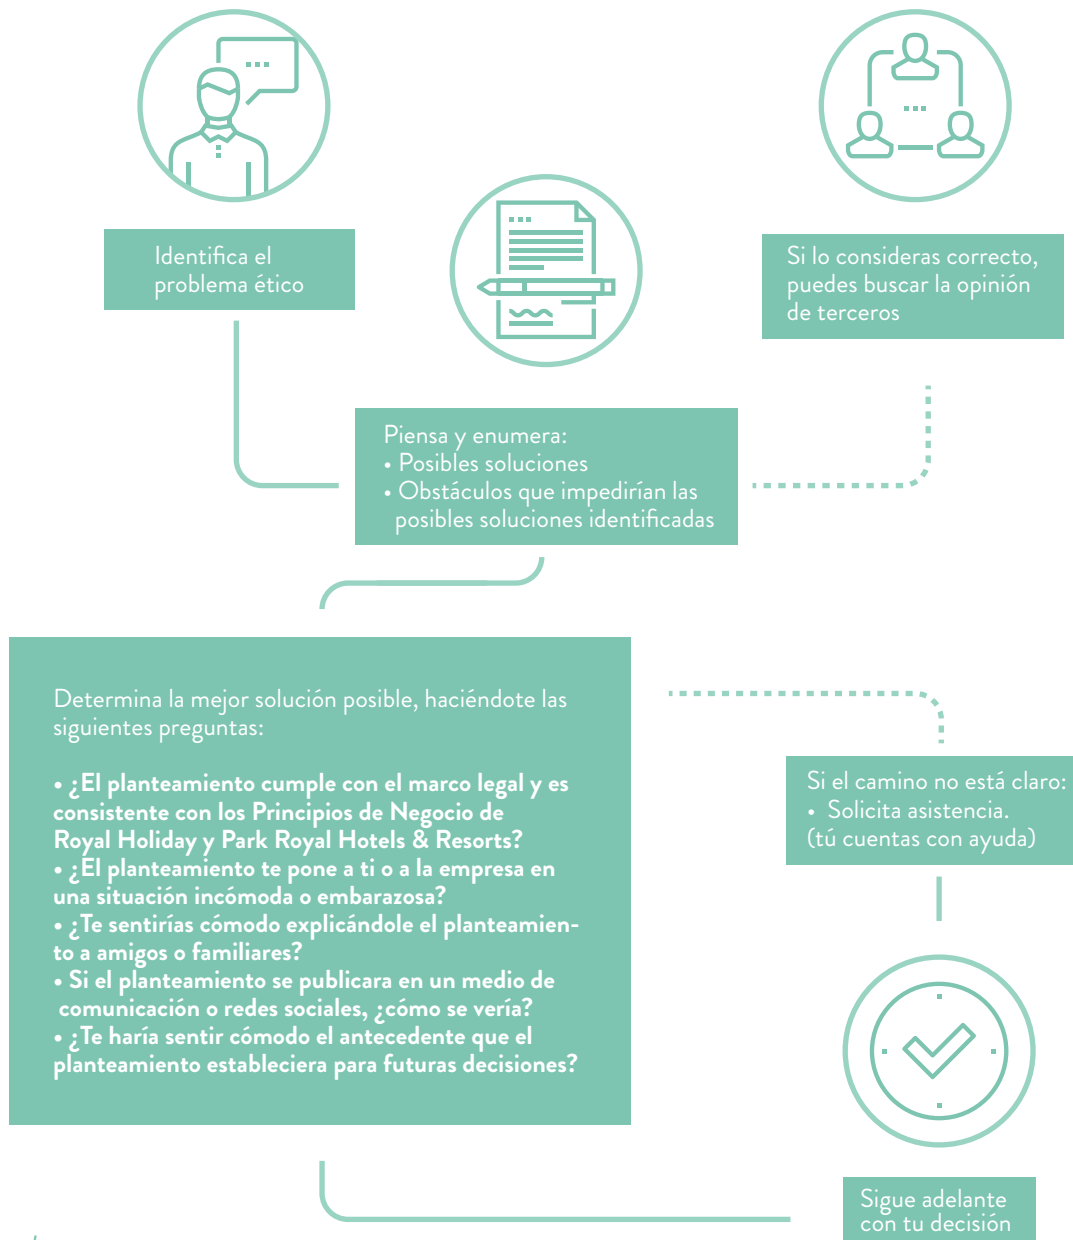 Identifica el
problema ético
Si lo consideras correcto,
puedes buscar la opinión
de terceros
Piensa y enumera:
• Posibles soluciones
• Obstáculos que impedirían las
posibles soluciones identificadas
Determina la mejor solución posible, haciéndote las
siguientes preguntas:
• ¿El planteamiento cumple con el marco legal y es
consistente con los Principios de Negocio de
Royal Holiday y Park Royal Hotels & Resorts?
• ¿El planteamiento te pone a ti o a la empresa en
una situación incómoda o embarazosa?
• ¿Te sentirías cómodo explicándole el planteamien-
to a amigos o familiares?
• Si el planteamiento se publicara en un medio de
comunicación o redes sociales, ¿cómo se vería?
• ¿Te haría sentir cómodo el antecedente que el
planteamiento estableciera para futuras decisiones?
Si el camino no está claro:
• Solicita asistencia.
(tú cuentas con ayuda)
Sigue adelante
con tu decisión